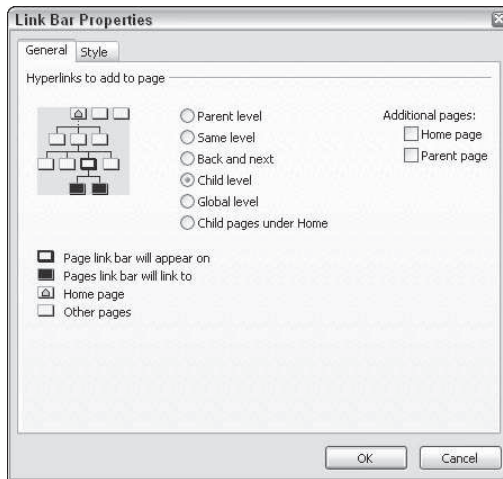 Link Bar Properties
General
Style
Hyperlinks to add to page
Parent level
Same level
Back and next
Child level
Global level
Child pages under Home
Additional pages:
Home page
Parent page
Page link bar will appear on
Pages link bar will link to
Home page
Other pages
OK
Cancel